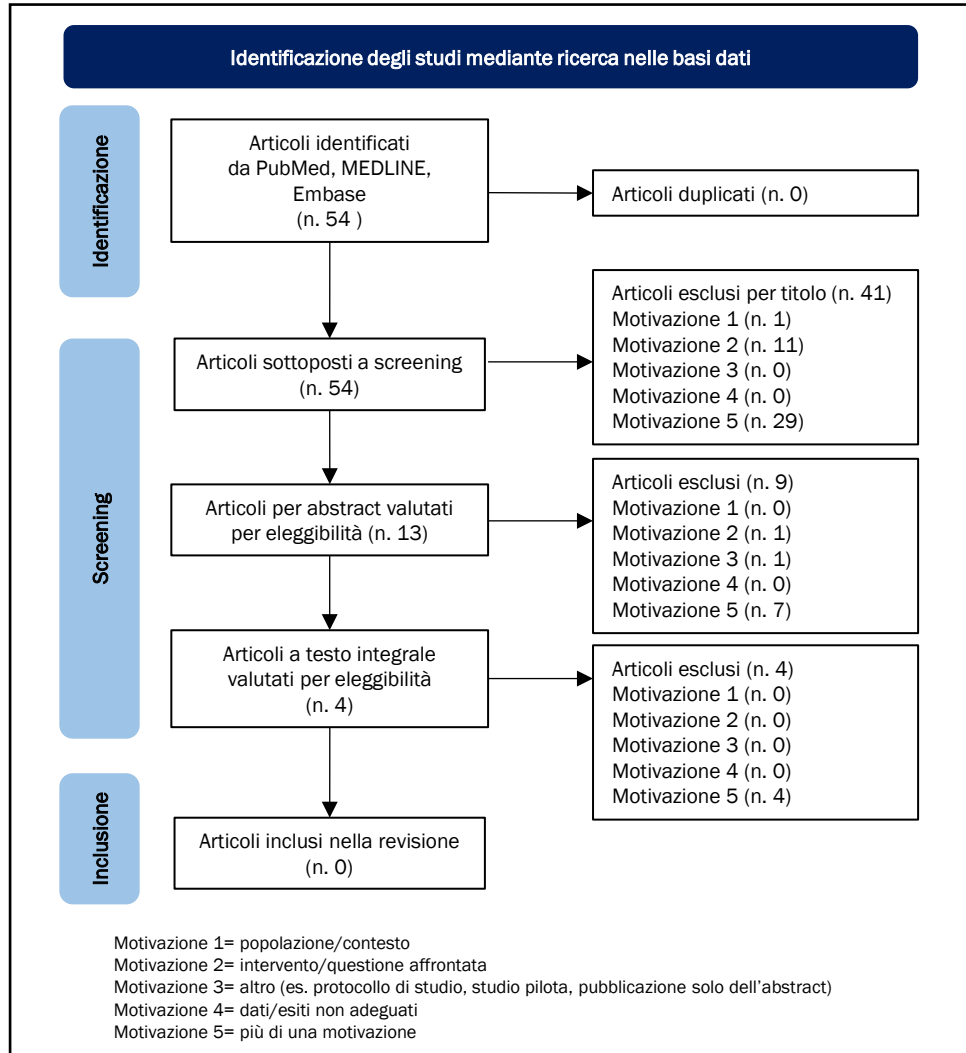 Identificazione degli studi mediante ricerca nelle basi dati
Identificazione
Articoli identificati
da PubMed, MEDLINE,
Embase
(n. 54 )
Articoli duplicati (n. 0)
Screening
Articoli sottoposti a screening
(n. 54)
Articoli esclusi per titolo (n. 41)
Motivazione 1 (n. 1)
Motivazione 2 (n. 11)
Motivazione 3 (n. 0)
Motivazione 4 (n. 0)
Motivazione 5 (n. 29)
Articoli per abstract valutati
per eleggibilità (n. 13)
Articoli esclusi (n. 9)
Motivazione 1 (n. 0)
Motivazione 2 (n. 1)
Motivazione 3 (n. 1)
Motivazione 4 (n. 0)
Motivazione 5 (n. 7)
Articoli a testo integrale
valutati per eleggibilità
(n. 4)
Articoli esclusi (n. 4)
Motivazione 1 (n. 0)
Motivazione 2 (n. 0)
Motivazione 3 (n. 0)
Motivazione 4 (n. 0)
Motivazione 5 (n. 4)
Inclusione
Articoli inclusi nella revisione
(n. 0)
Motivazione 1= popolazione/contesto
Motivazione 2= intervento/questione affrontata
Motivazione 3= altro (es. protocollo di studio, studio pilota, pubblicazione solo dell'abstract)
Motivazione 4= dati/esiti non adeguati
Motivazione 5= più di una motivazione